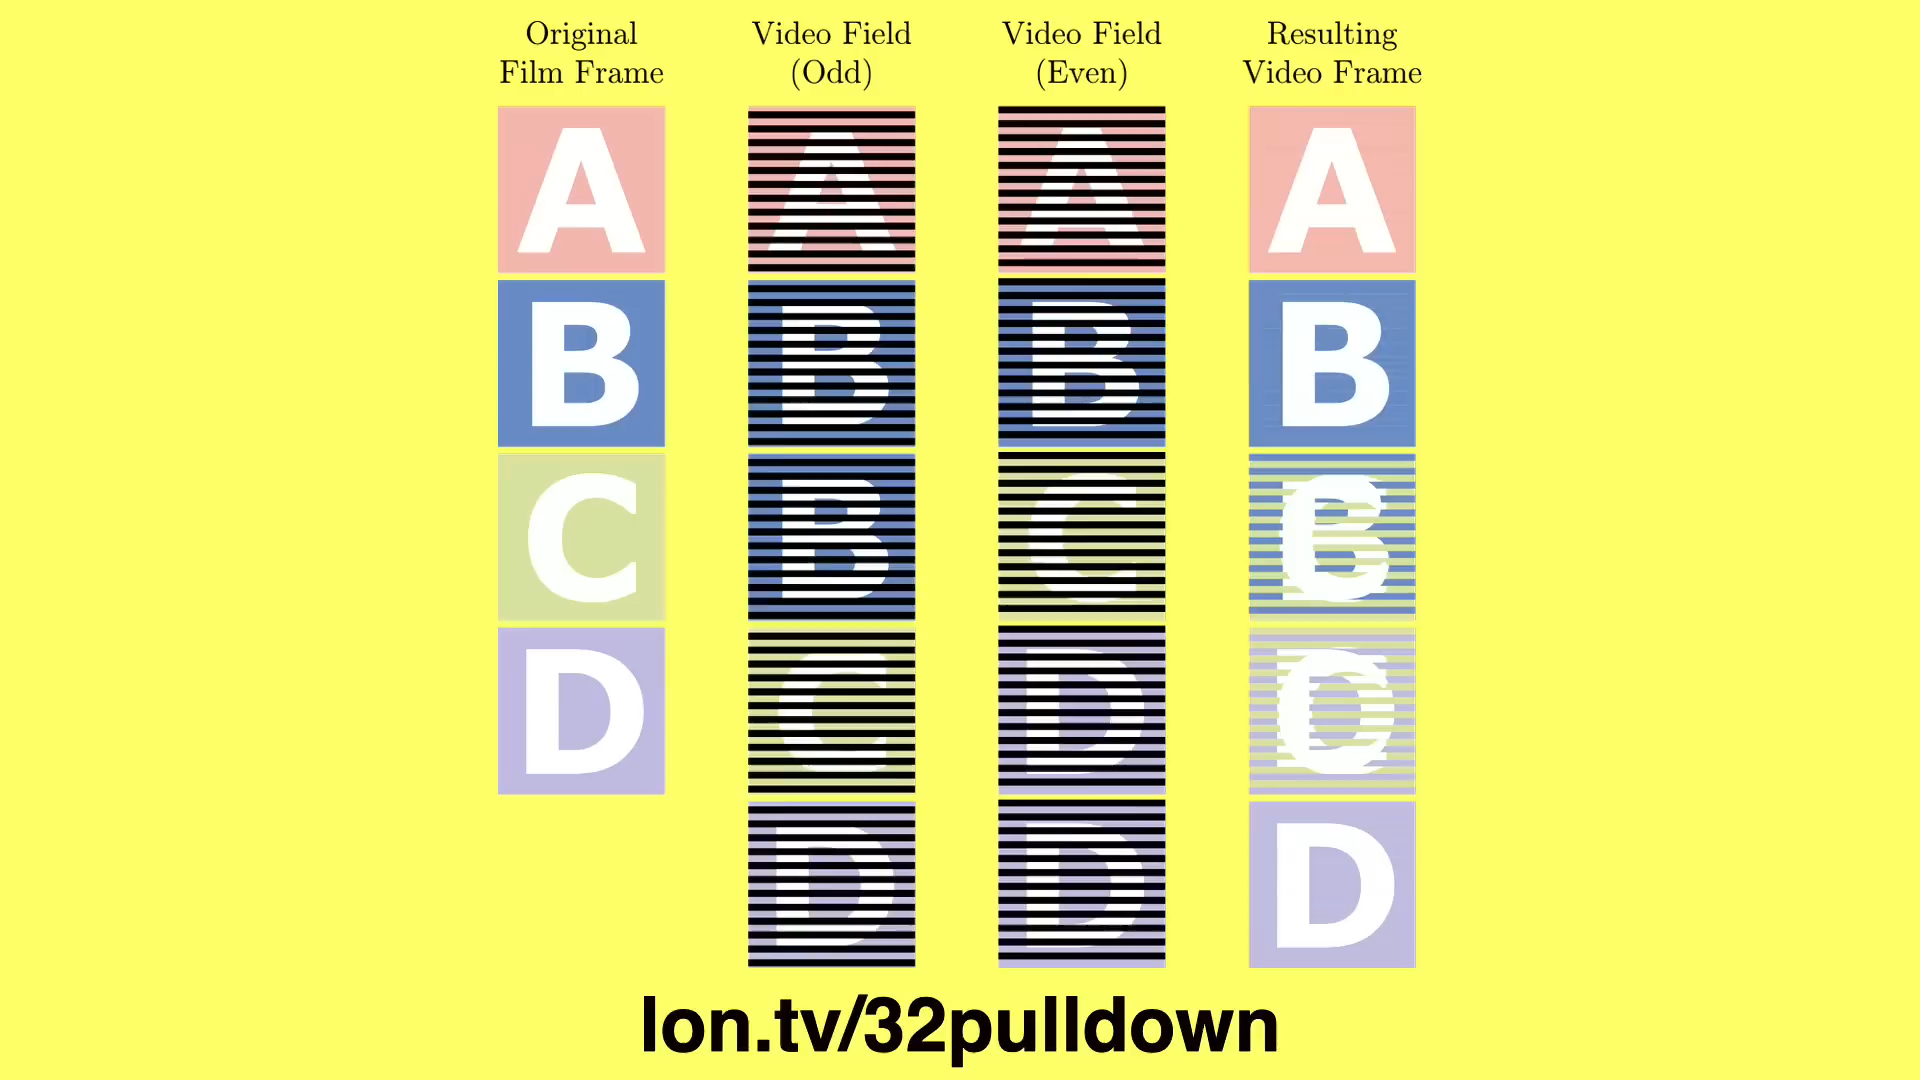 Original Film Frame
Video Field (Odd)
Video Field (Even)
Resulting Video Frame
A A A A
B B B B
C B C B C
D C D C D
D D D
lon.tv/32pulldown